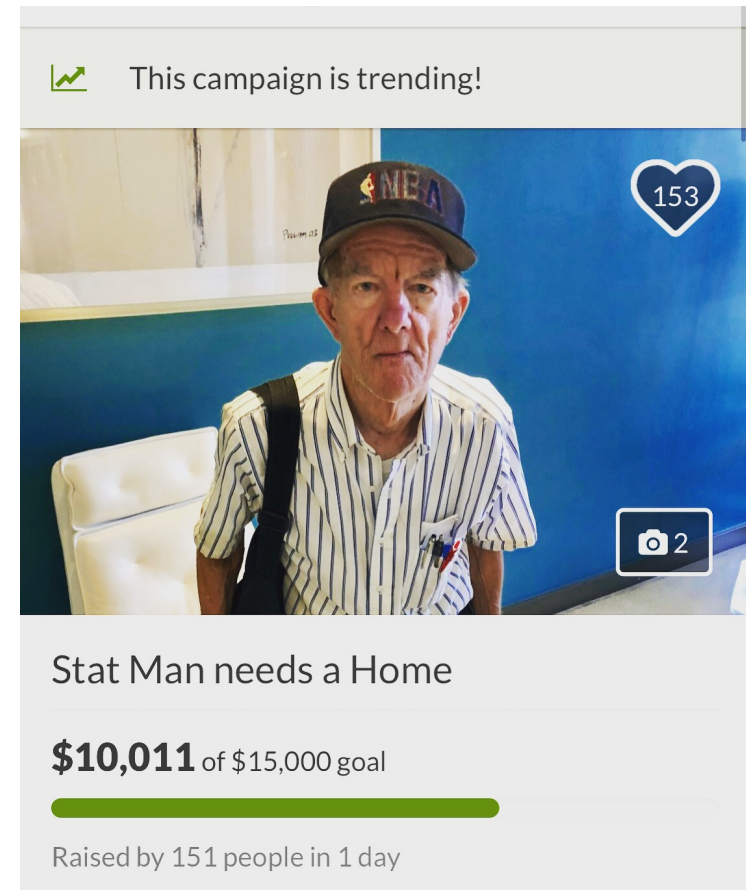 This campaign is trending!
NBA
153
2
Stat Man needs a Home
$10,011 of $15,000 goal
Raised by 151 people in 1 day